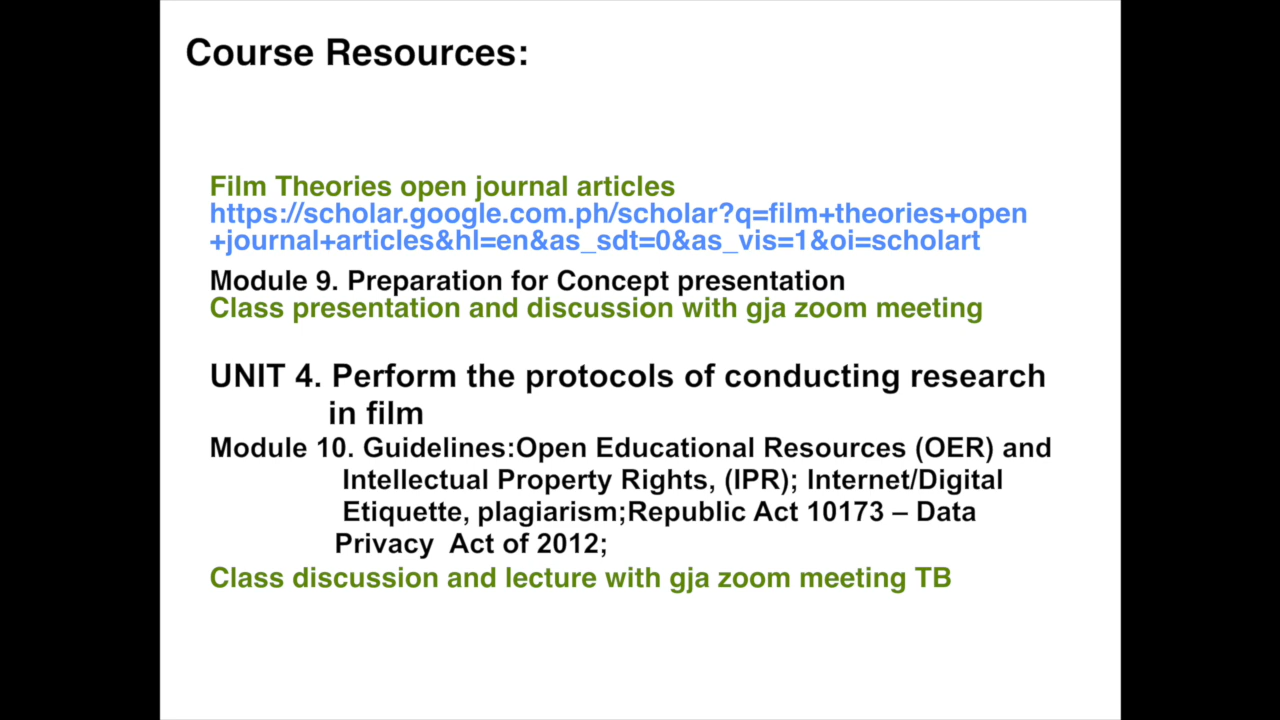 Course Resources:
Film Theories open journal articles
https://scholar.google.com.ph/scholar?q=film+theories+open
+journal+articles&hl=en&as_sdt=0&as_vis=1&oi=scholart
Module 9. Preparation for Concept presentation
Class presentation and discussion with gja zoom meeting
UNIT 4. Perform the protocols of conducting research
in film
Module 10. Guidelines:Open Educational Resources (OER) and
Intellectual Property Rights, (IPR); Internet/Digital
Etiquette, plagiarism;Republic Act 10173 – Data
Privacy  Act of 2012;
Class discussion and lecture with gja zoom meeting TB